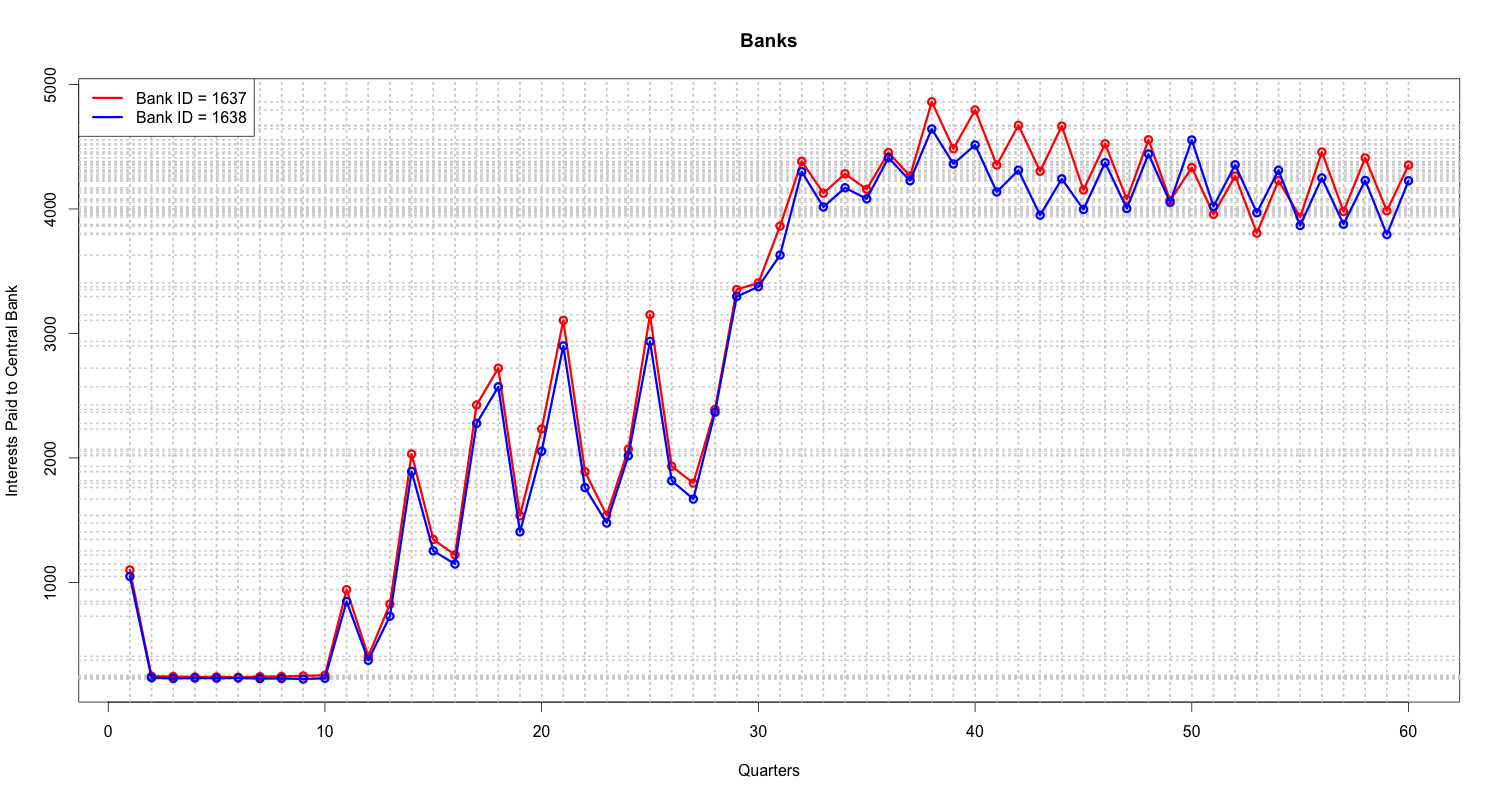 Banks
Bank ID = 1637
Bank ID = 1638
Interests Paid to Central Bank
5000
4000
3000
2000
1000
0 10 20 30 40 50 60
Quarters